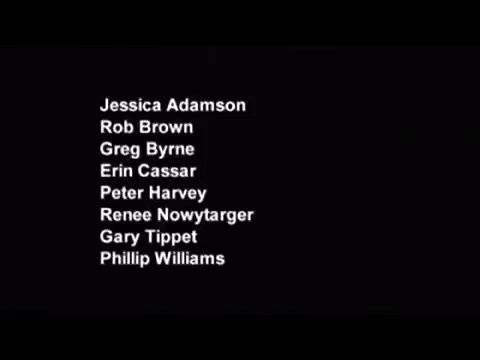 Jessica Adamson
Rob Brown
Greg Byrne
Erin Cassar
Peter Harvey
Renee Nowytarger
Gary Tippet
Phillip Williams